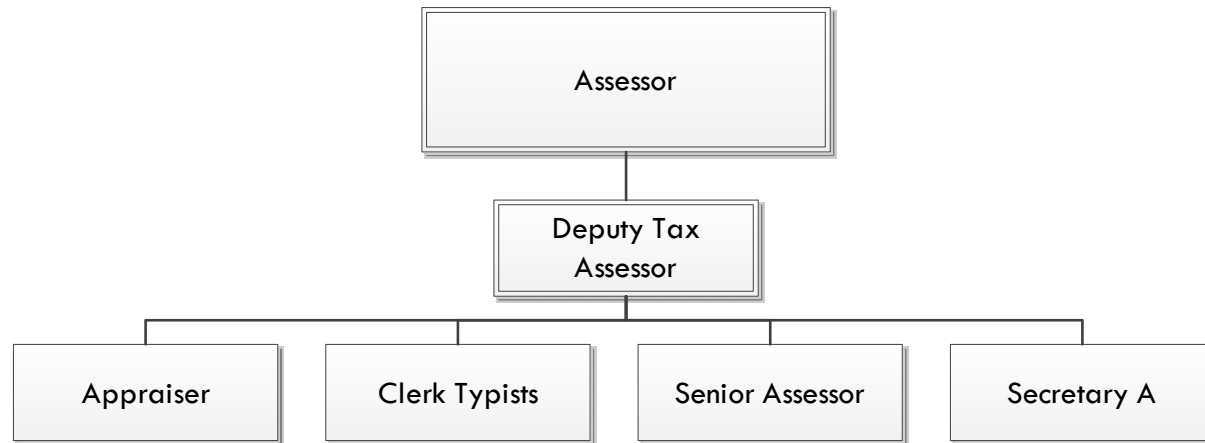 Assessor
Deputy Tax
Assessor
Appraiser
Clerk Typists
Senior Assessor
Secretary A